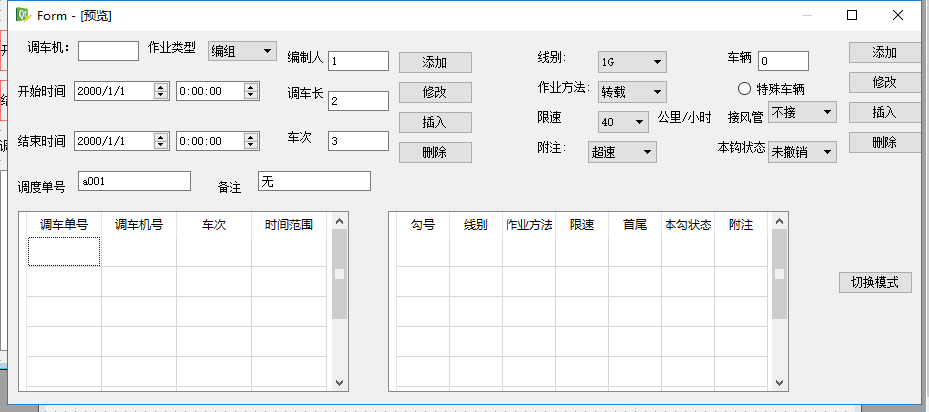 Form - [预览]
调车机: 作业类型 编组 编制人 1 添加 线别: 1G 车辆 0 添加
开始时间 2000/1/1 0:00:00 调车长 2 修改 作业方法: 转载 特殊车辆 修改
结束时间 2000/1/1 0:00:00 车次 3 插入 限速 40 公里/小时 接风管 不接 插入
删除 附注: 超速 本钩状态 未撤销 删除
调度单号 a001 备注 无
调车单号 调车机号 车次 时间范围 勾号 线别 作业方法 限速 首尾 本勾状态 附注
切换模式